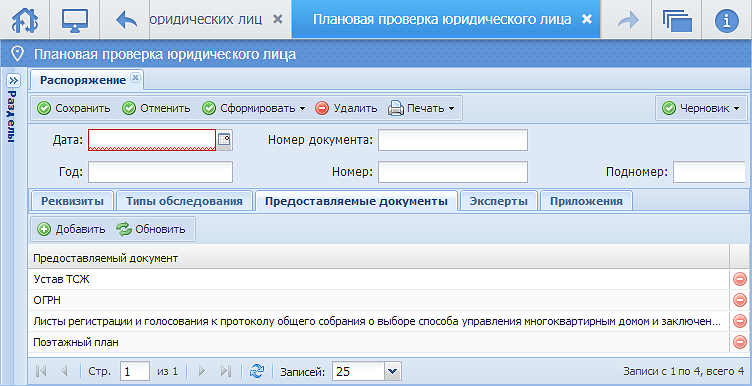 оридических лиц
Плановая проверка юридического лица
Плановая проверка юридического лица
Разделы
Распоряжение
Сохранить Отменить Сформировать Удалить Печать Черновик
Дата: Номер документа:
Год: Номер: Подномер:
Реквизиты Типы обследования Предоставляемые документы Эксперты Приложения
Добавить Обновить
Предоставляемый документ
Устав ТСЖ
ОГРН
Листы регистрации и голосования к протоколу общего собрания о выборе способа управления многоквартирным домом и заключен...
Поэтажный план
Стр. 1 из 1 Записей: 25 Записи с 1 по 4, всего 4